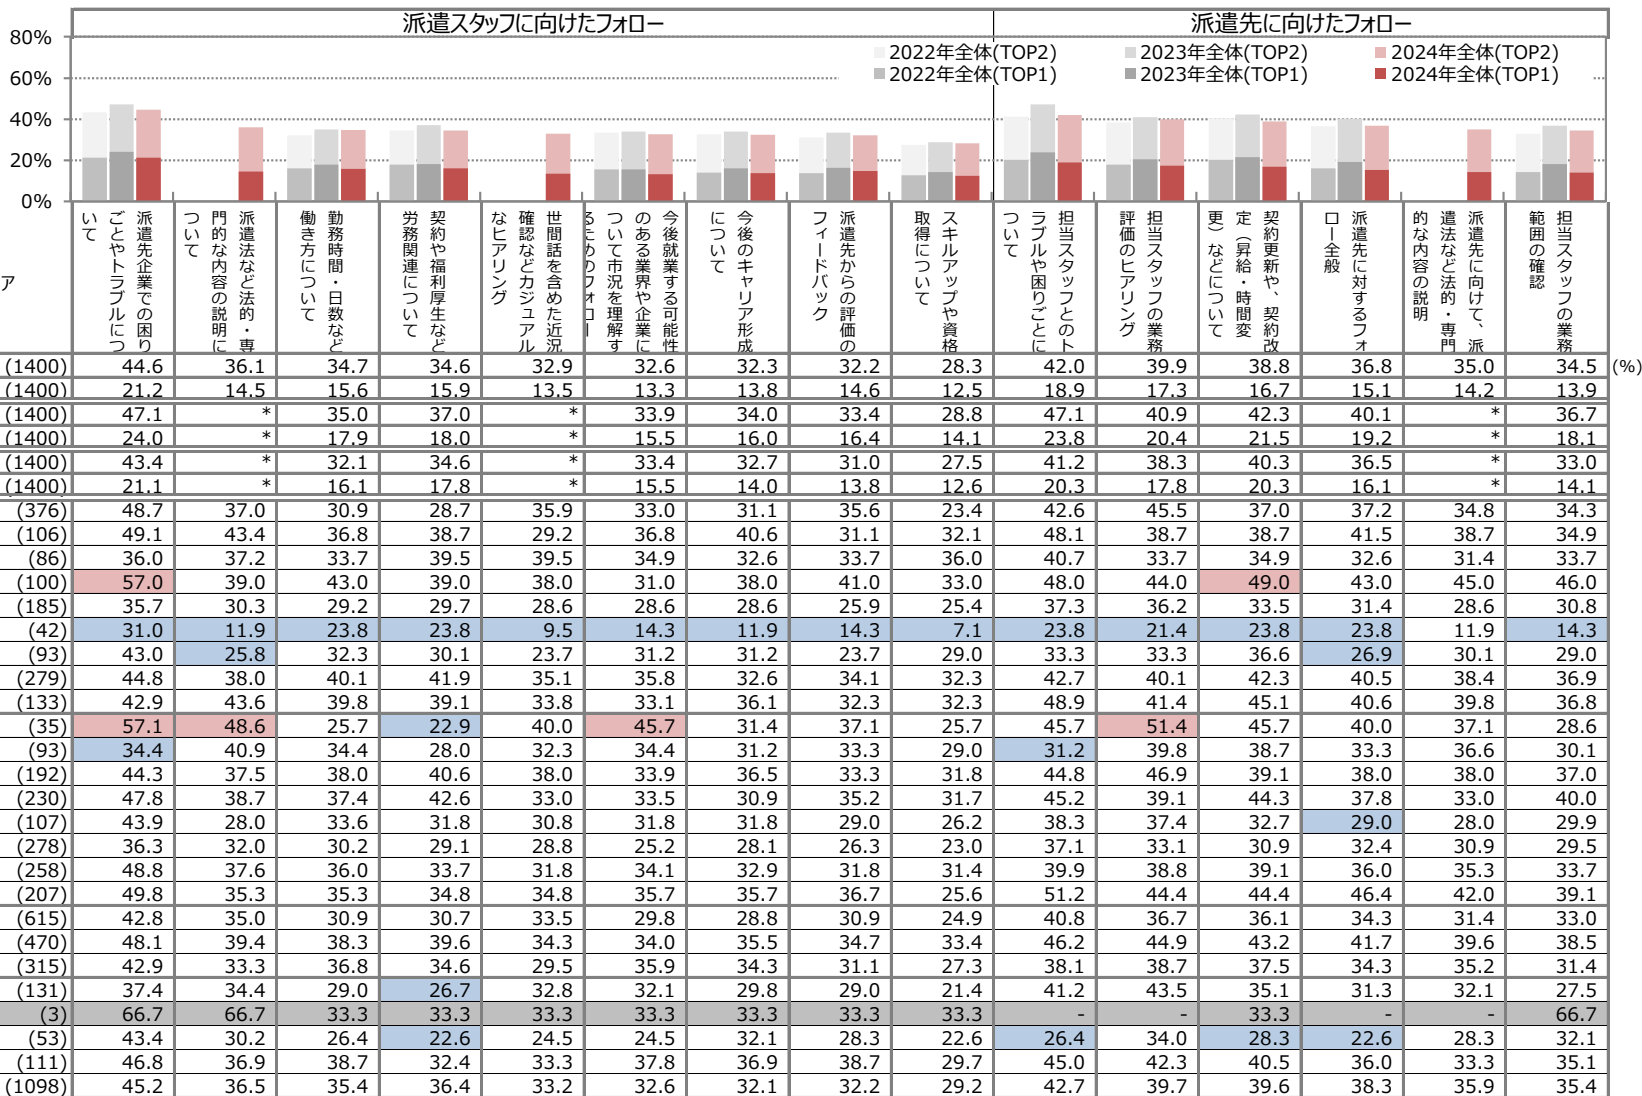 派遣スタッフに向けたフォロー 派遣先に向けたフォロー
80%
60%
40%
20%
0%
2022年全体(TOP2) 2023年全体(TOP2) 2024年全体(TOP2)
2022年全体(TOP1) 2023年全体(TOP1) 2024年全体(TOP1)
ア
派遣先企業での困り
ごとやトラブルにつ
いて
派遣法など法的・専
門的な内容の説明に
ついて
勤務時間・日数など
働き方について
契約や福利厚生など
労務関連について
世間話を含めた近況
確認などカジュアル
なヒアリング
今後就業する可能性
のある業界や企業に
ついて市況を理解す
るためのフォロー
今後のキャリア形成
について
派遣先からの評価の
フィードバック
スキルアップや資格
取得について
担当スタッフとのト
ラブルや困りごとに
ついて
担当スタッフの業務
評価のヒアリング
契約更新や、契約改
定（昇給・時間変
更）などについて
派遣先に対するフォ
ロー全般
派遣先に向けて、派
遣法など法的・専門
的な内容の説明
担当スタッフの業務
範囲の確認
(1400) 44.6 36.1 34.7 34.6 32.9 32.6 32.3 32.2 28.3 42.0 39.9 38.8 36.8 35.0 34.5 (%)
(1400) 21.2 14.5 15.6 15.9 13.5 13.3 13.8 14.6 12.5 18.9 17.3 16.7 15.1 14.2 13.9
(1400) 47.1 * 35.0 37.0 * 33.9 34.0 33.4 28.8 47.1 40.9 42.3 40.1 * 36.7
(1400) 24.0 * 17.9 18.0 * 15.5 16.0 16.4 14.1 23.8 20.4 21.5 19.2 * 18.1
(1400) 43.4 * 32.1 34.6 * 33.4 32.7 31.0 27.5 41.2 38.3 40.3 36.5 * 33.0
(1400) 21.1 * 16.1 17.8 * 15.5 14.0 13.8 12.6 20.3 17.8 20.3 16.1 * 14.1
(376) 48.7 37.0 30.9 28.7 35.9 33.0 31.1 35.6 23.4 42.6 45.5 37.0 37.2 34.8 34.3
(106) 49.1 43.4 36.8 38.7 29.2 36.8 40.6 31.1 32.1 48.1 38.7 38.7 41.5 38.7 34.9
(86) 36.0 37.2 33.7 39.5 39.5 34.9 32.6 33.7 36.0 40.7 33.7 34.9 32.6 31.4 33.7
(100) 57.0 39.0 43.0 39.0 38.0 31.0 38.0 41.0 33.0 48.0 44.0 49.0 43.0 45.0 46.0
(185) 35.7 30.3 29.2 29.7 28.6 28.6 28.6 25.9 25.4 37.3 36.2 33.5 31.4 28.6 30.8
(42) 31.0 11.9 23.8 23.8 9.5 14.3 11.9 14.3 7.1 23.8 21.4 23.8 23.8 11.9 14.3
(93) 43.0 25.8 32.3 30.1 23.7 31.2 31.2 23.7 29.0 33.3 33.3 36.6 26.9 30.1 29.0
(279) 44.8 38.0 40.1 41.9 35.1 35.8 32.6 34.1 32.3 42.7 40.1 42.3 40.5 38.4 36.9
(133) 42.9 43.6 39.8 39.1 33.8 33.1 36.1 32.3 32.3 48.9 41.4 45.1 40.6 39.8 36.8
(35) 57.1 48.6 25.7 22.9 40.0 45.7 31.4 37.1 25.7 45.7 51.4 45.7 40.0 37.1 28.6
(93) 34.4 40.9 34.4 28.0 32.3 34.4 31.2 33.3 29.0 31.2 39.8 38.7 33.3 36.6 30.1
(192) 44.3 37.5 38.0 40.6 38.0 33.9 36.5 33.3 31.8 44.8 46.9 39.1 38.0 38.0 37.0
(230) 47.8 38.7 37.4 42.6 33.0 33.5 30.9 35.2 31.7 45.2 39.1 44.3 37.8 33.0 40.0
(107) 43.9 28.0 33.6 31.8 30.8 31.8 31.8 29.0 26.2 38.3 37.4 32.7 29.0 28.0 29.9
(278) 36.3 32.0 30.2 29.1 28.8 25.2 28.1 26.3 23.0 37.1 33.1 30.9 32.4 30.9 29.5
(258) 48.8 37.6 36.0 33.7 31.8 34.1 32.9 31.8 31.4 39.9 38.8 39.1 36.0 35.3 33.7
(207) 49.8 35.3 35.3 34.8 34.8 35.7 35.7 36.7 25.6 51.2 44.4 44.4 46.4 42.0 39.1
(615) 42.8 35.0 30.9 30.7 33.5 29.8 28.8 30.9 24.9 40.8 36.7 36.1 34.3 31.4 33.0
(470) 48.1 39.4 38.3 39.6 34.3 34.0 35.5 34.7 33.4 46.2 44.9 43.2 41.7 39.6 38.5
(315) 42.9 33.3 36.8 34.6 29.5 35.9 34.3 31.1 27.3 38.1 38.7 37.5 34.3 35.2 31.4
(131) 37.4 34.4 29.0 26.7 32.8 32.1 29.8 29.0 21.4 41.2 43.5 35.1 31.3 32.1 27.5
(3) 66.7 66.7 33.3 33.3 33.3 33.3 33.3 33.3 33.3 - - 33.3 - - 66.7
(53) 43.4 30.2 26.4 22.6 24.5 24.5 32.1 28.3 22.6 26.4 34.0 28.3 22.6 28.3 32.1
(111) 46.8 36.9 38.7 32.4 33.3 37.8 36.9 38.7 29.7 45.0 42.3 40.5 36.0 33.3 35.1
(1098) 45.2 36.5 35.4 36.4 33.2 32.6 32.1 32.2 29.2 42.7 39.7 39.6 38.3 35.9 35.4